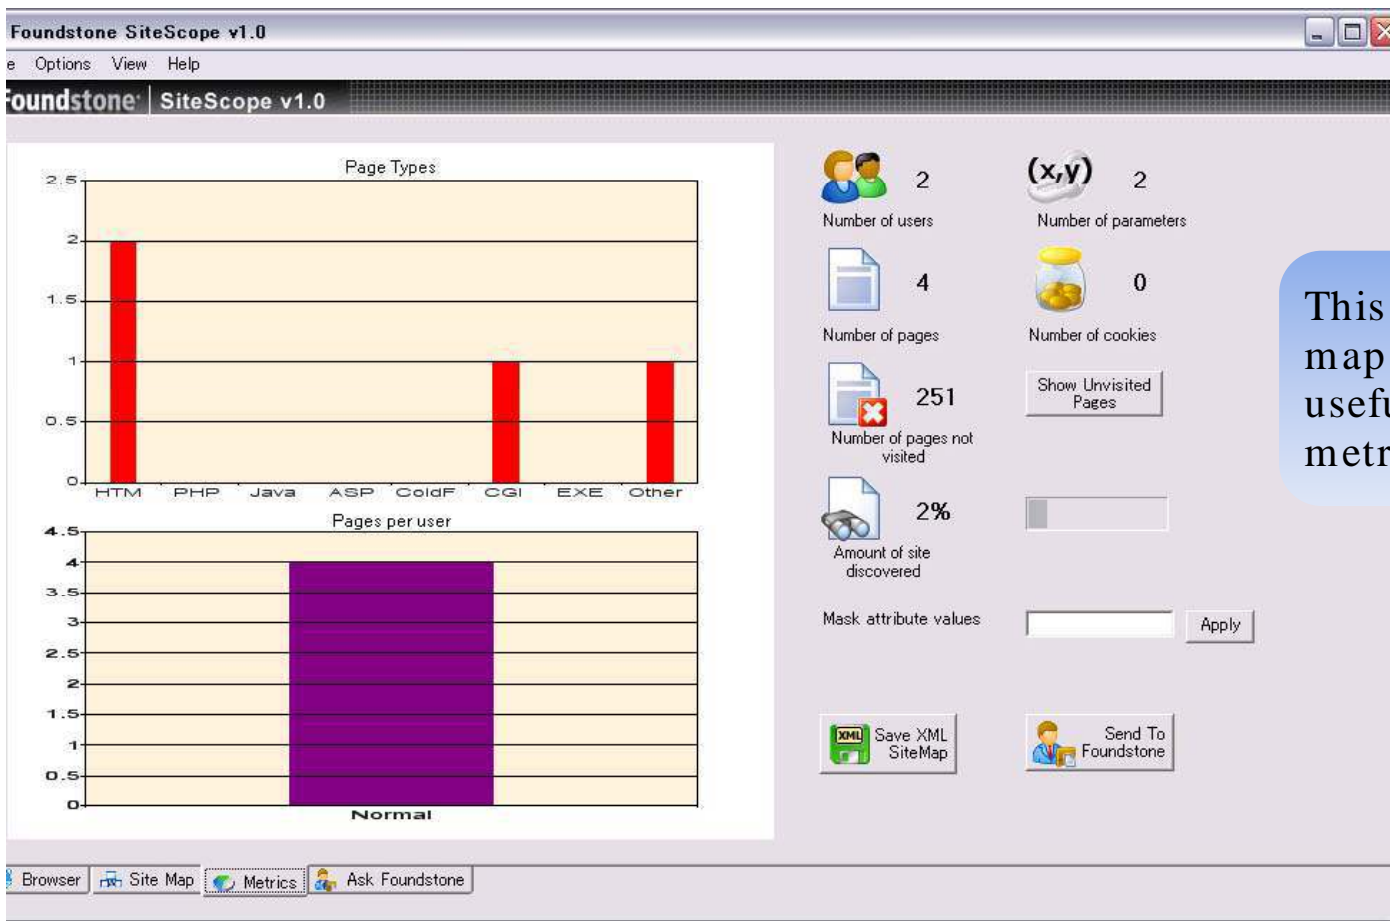 Foundstone SiteScope v1.0
e Options View Help
Foundstone SiteScope v1.0
Page Types
2.5
2
1.5
1
0.5
0
HTM PHP Java ASP ColdF CGI EXE Other
Pages per user
4.5
4
3.5
3
2.5
2
1.5
1
0.5
0
Normal
2
Number of users
(x,y) 2
Number of parameters
4
Number of pages
0
Number of cookies
251
Number of pages not
visited
Show Unvisited
Pages
2%
Amount of site
discovered
Mask attribute values
Apply
XML Save XML
SiteMap
Send To
Foundstone
This
map
usefu
metr
Browser Site Map Metrics Ask Foundstone